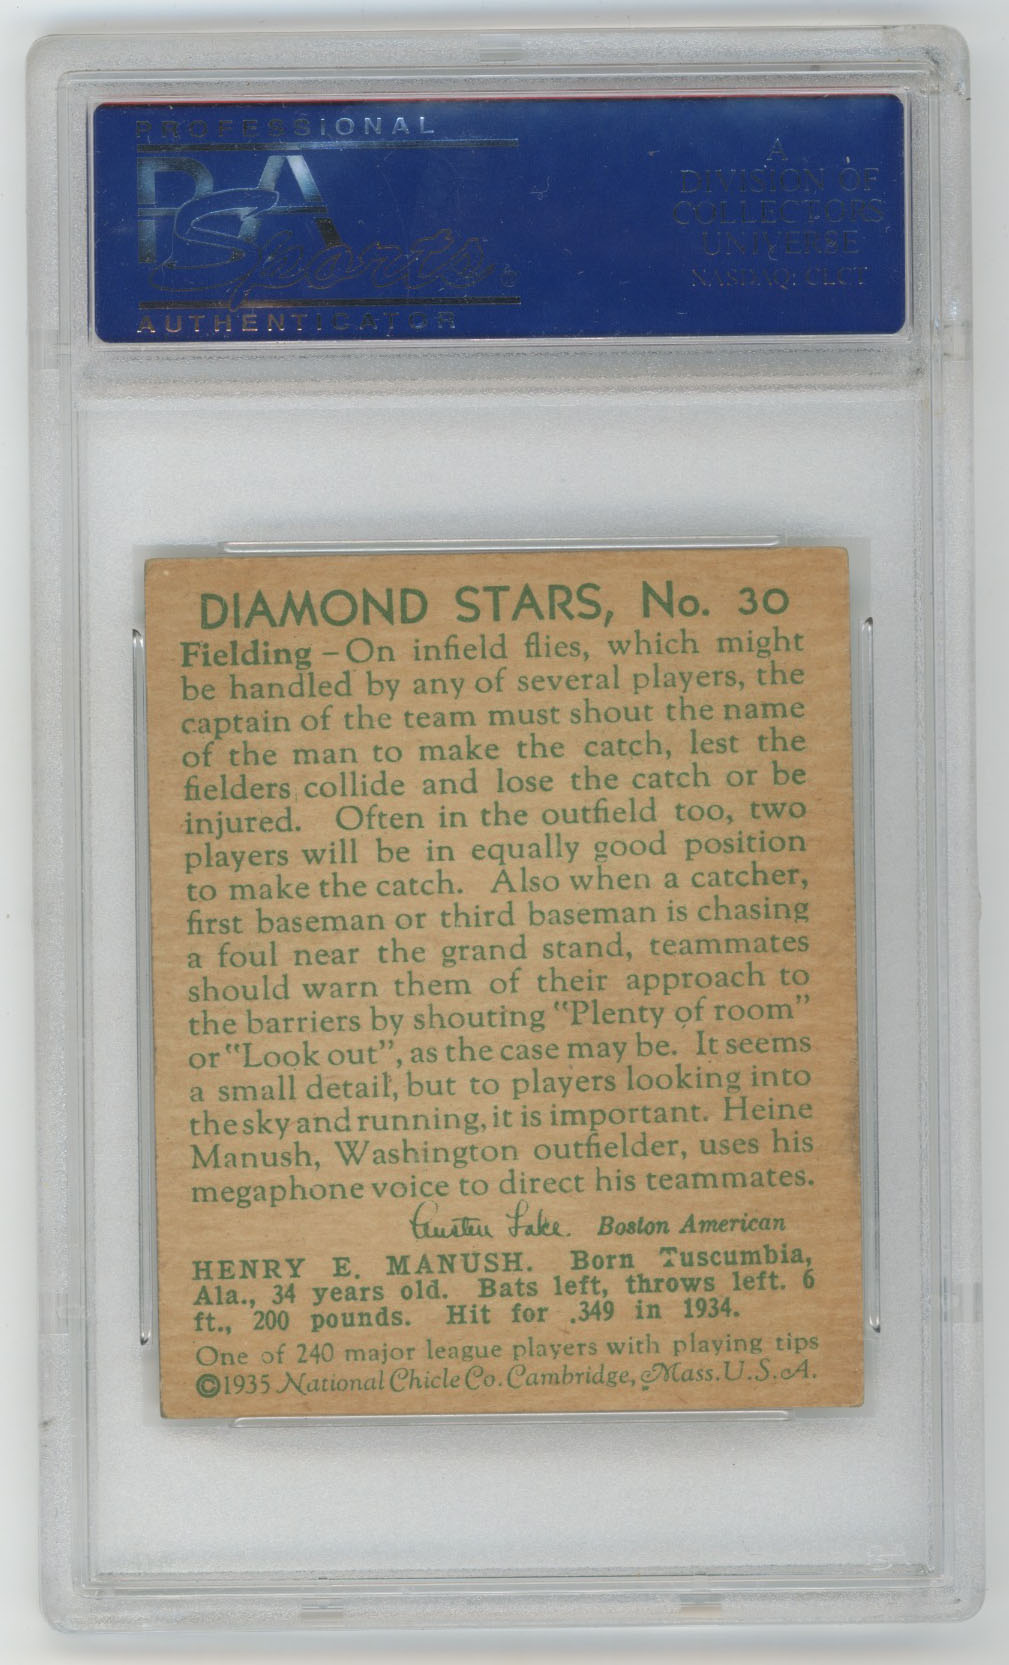 PROFESSIONAL
PSA
Sports
AUTHENTICATOR
A
DIVISION OF
COLLECTORS
UNIVERSE
NASDAQ: CLCT
DIAMOND STARS, No. 30
Fielding – On infield flies, which might
be handled by any of several players, the
captain of the team must shout the name
of the man to make the catch, lest the
fielders collide and lose the catch or be
injured. Often in the outfield too, two
players will be in equally good position
to make the catch. Also when a catcher,
first baseman or third baseman is chasing
a foul near the grand stand, teammates
should warn them of their approach to
the barriers by shouting "Plenty of room"
or "Look out", as the case may be. It seems
a small detail, but to players looking into
the sky and running, it is important. Heine
Manush, Washington outfielder, uses his
megaphone voice to direct his teammates.
Austen Lake. Boston American
HENRY E. MANUSH. Born Tuscumbia,
Ala., 34 years old. Bats left, throws left. 6
ft., 200 pounds. Hit for .349 in 1934.
One of 240 major league players with playing tips
©1935 National Chicle Co. Cambridge, Mass. U.S.A.